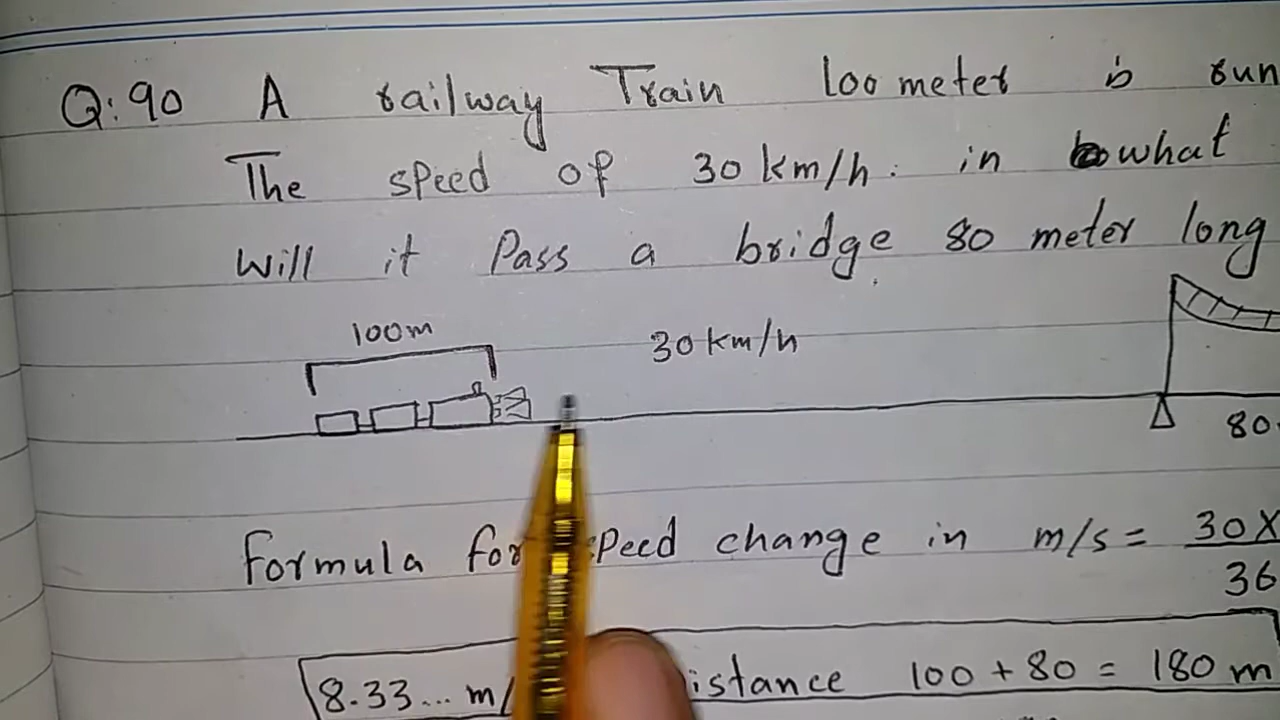 Q:90 A railway Train 100 meter is run
The speed of 30 km/h. in what
Will it Pass a bridge 80 meter long
100m
30 km/h
80
Formula for speed change in m/s = 30X
36
8.33... m/ istance 100 + 80 = 180 m